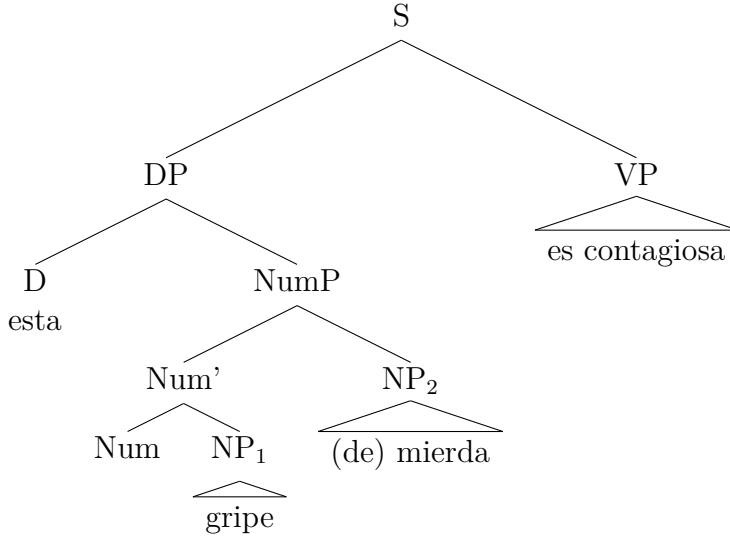 S
DP VP
es contagiosa
D NumP
esta
Num' NP₂
Num NP₁ (de) mierda
gripe